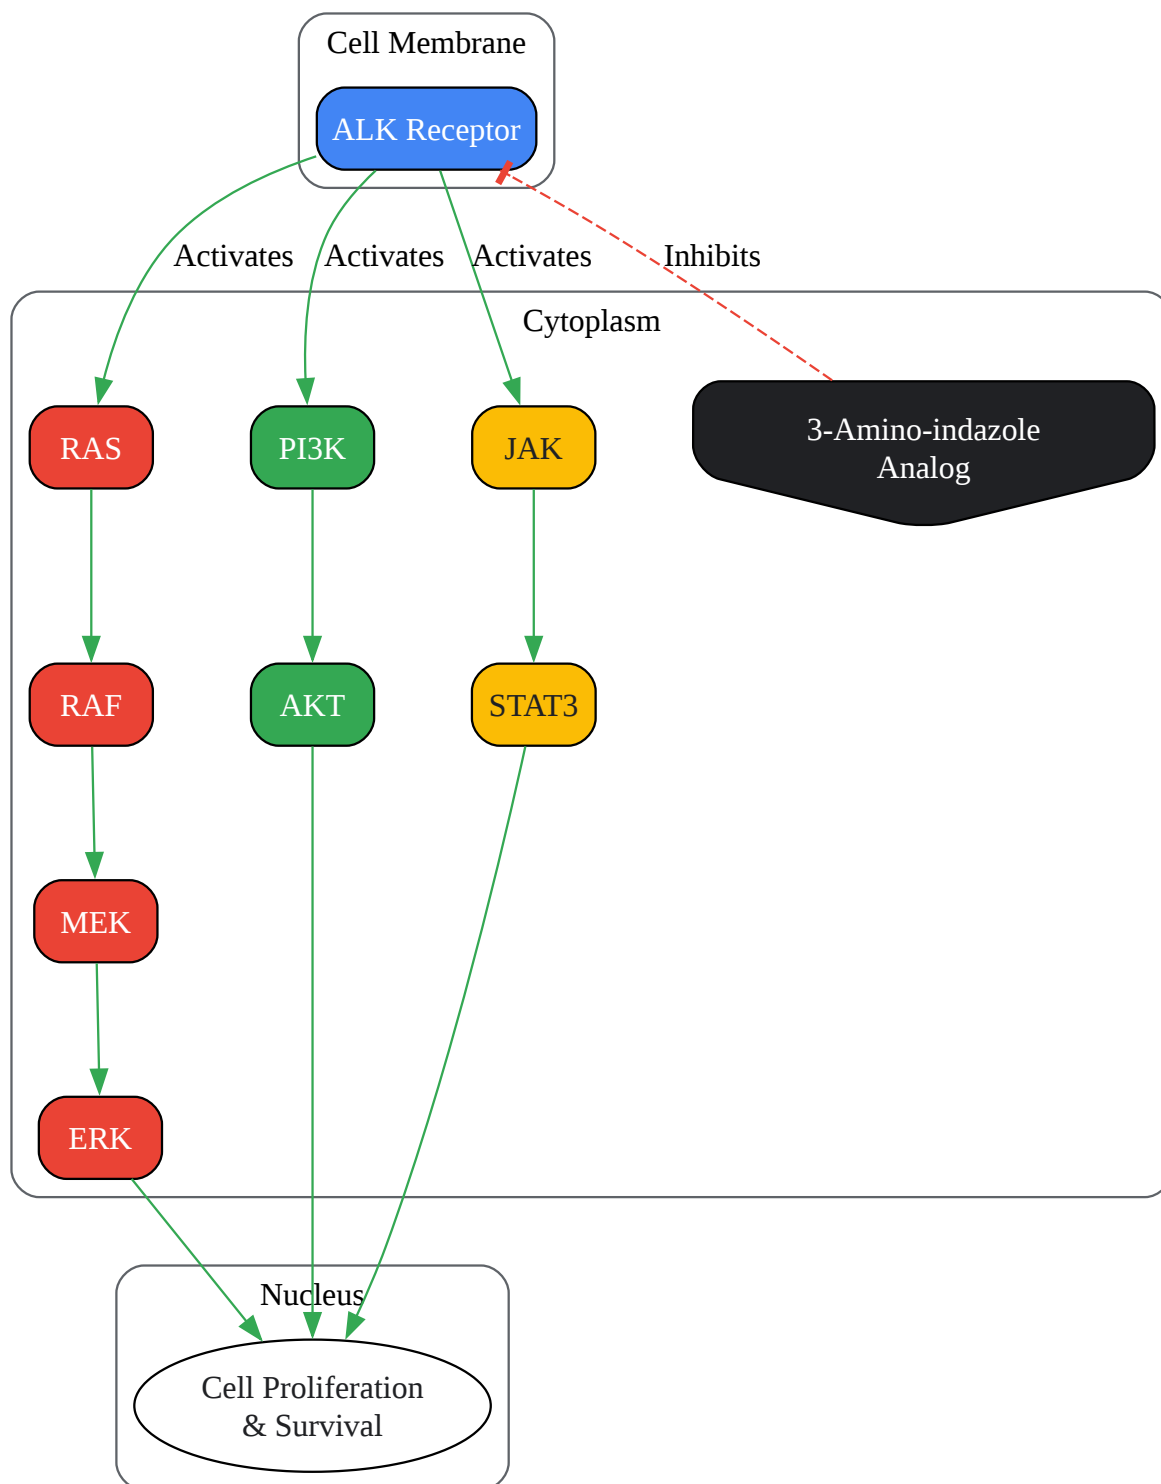 Cell Membrane
ALK Receptor
Activates
Activates
Activates
Inhibits
Cytoplasm
RAS
PI3K
JAK
3-Amino-indazole
Analog
RAF
AKT
STAT3
MEK
ERK
Nucleus
Cell Proliferation
& Survival